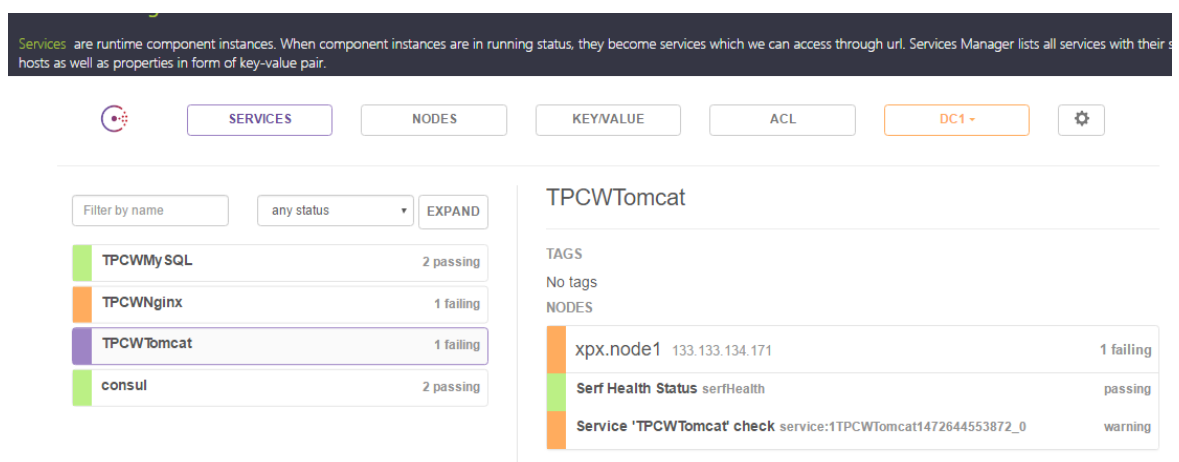 Services are runtime component instances. When component instances are in running status, they become services which we can access through url. Services Manager lists all services with their
hosts as well as properties in form of key-value pair.
SERVICES
NODES
KEY/VALUE
ACL
DC1
Filter by name
any status
EXPAND
TPCWMySQL 2 passing
TPCWNginx 1 failing
TPCWTomcat 1 failing
consul 2 passing
TPCWTomcat
TAGS
No tags
NODES
xpx.node1 133.133.134.171 1 failing
Serf Health Status serfHealth passing
Service 'TPCWTomcat' check service:1TPCWTomcat1472644553872_0 warning